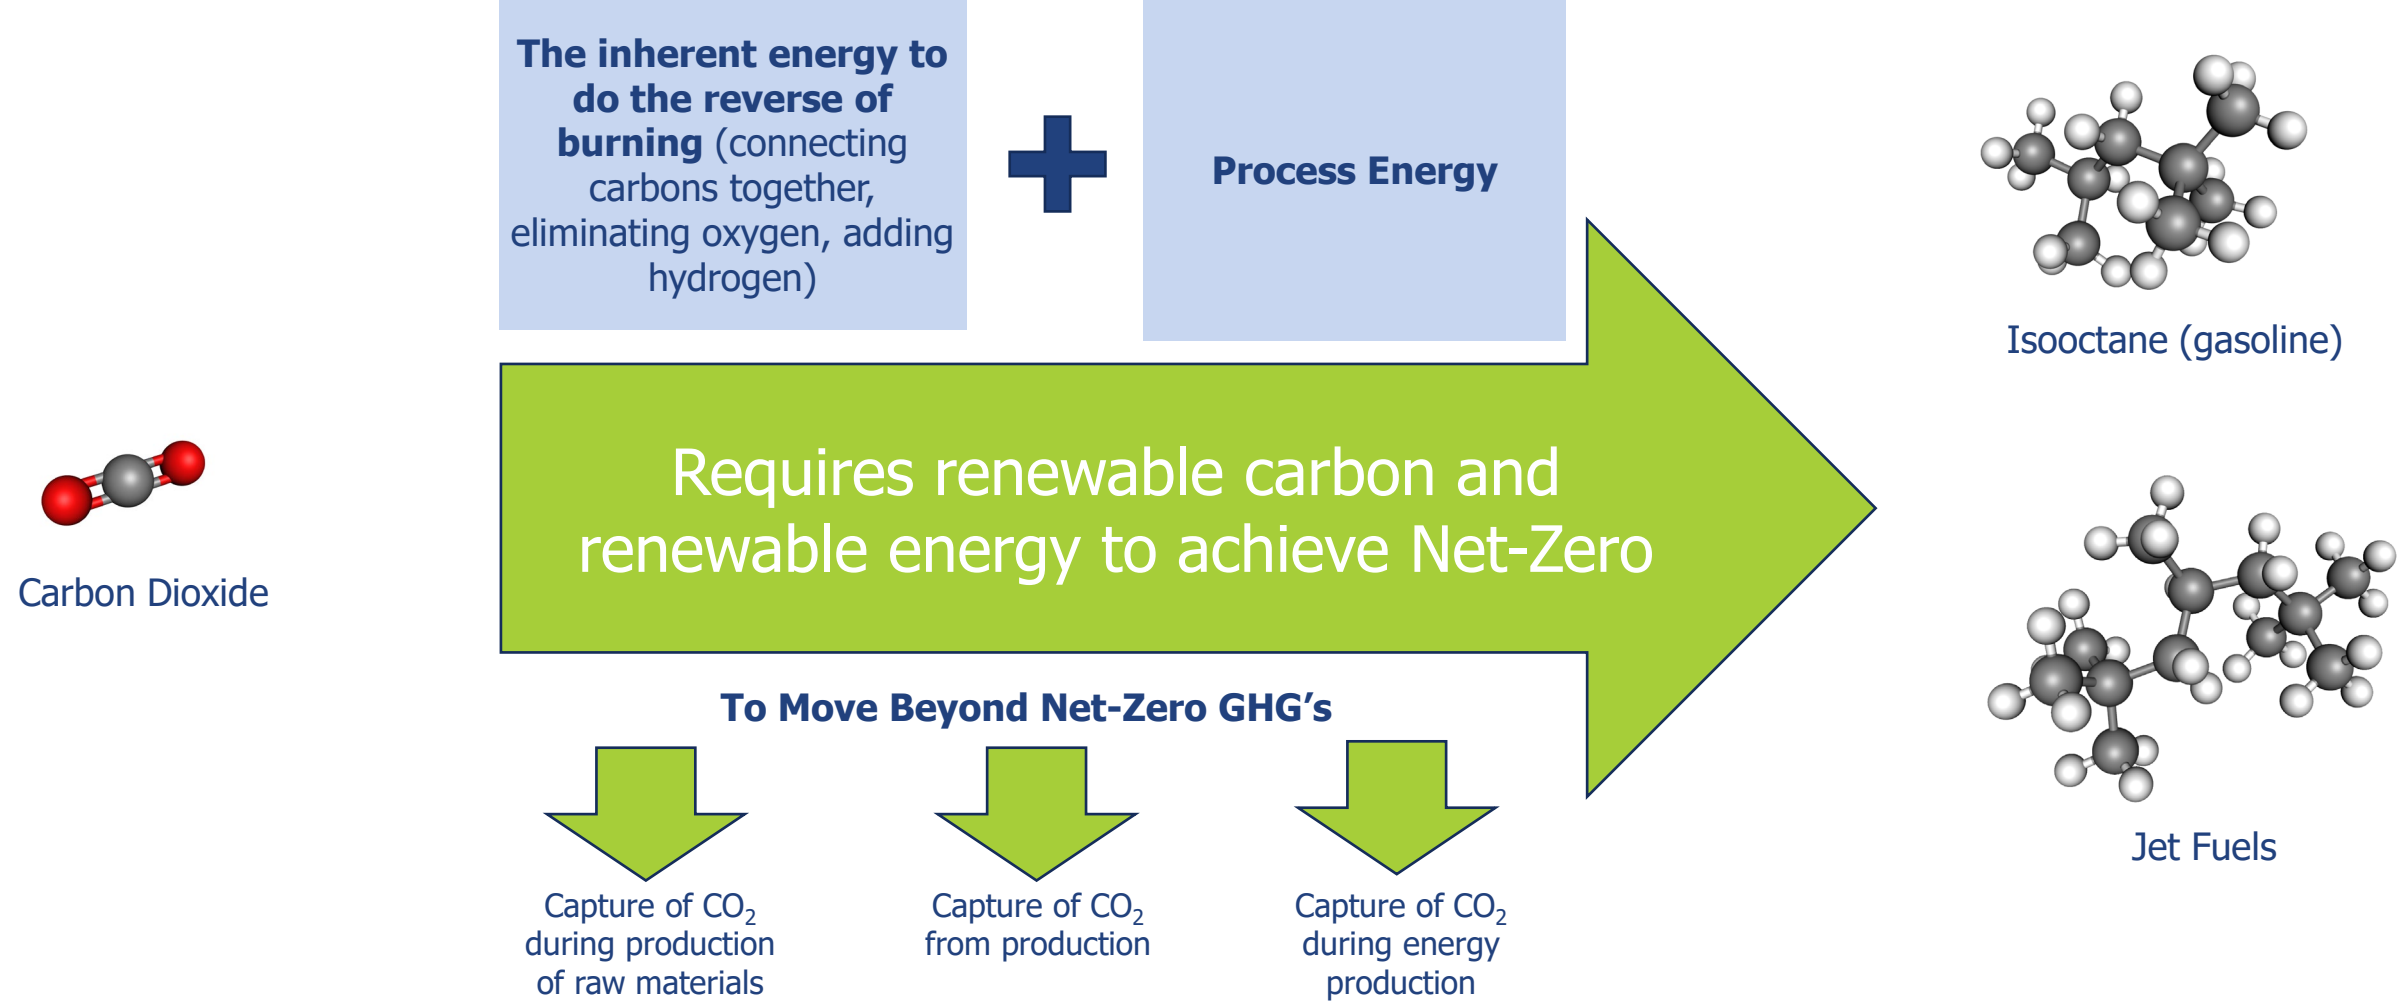 The inherent energy to
do the reverse of
burning (connecting
carbons together,
eliminating oxygen, adding
hydrogen)
Process Energy
Isooctane (gasoline)
Requires renewable carbon and
renewable energy to achieve Net-Zero
Carbon Dioxide
To Move Beyond Net-Zero GHG’s
Jet Fuels
Capture of CO₂
during production
of raw materials
Capture of CO₂
from production
Capture of CO₂
during energy
production